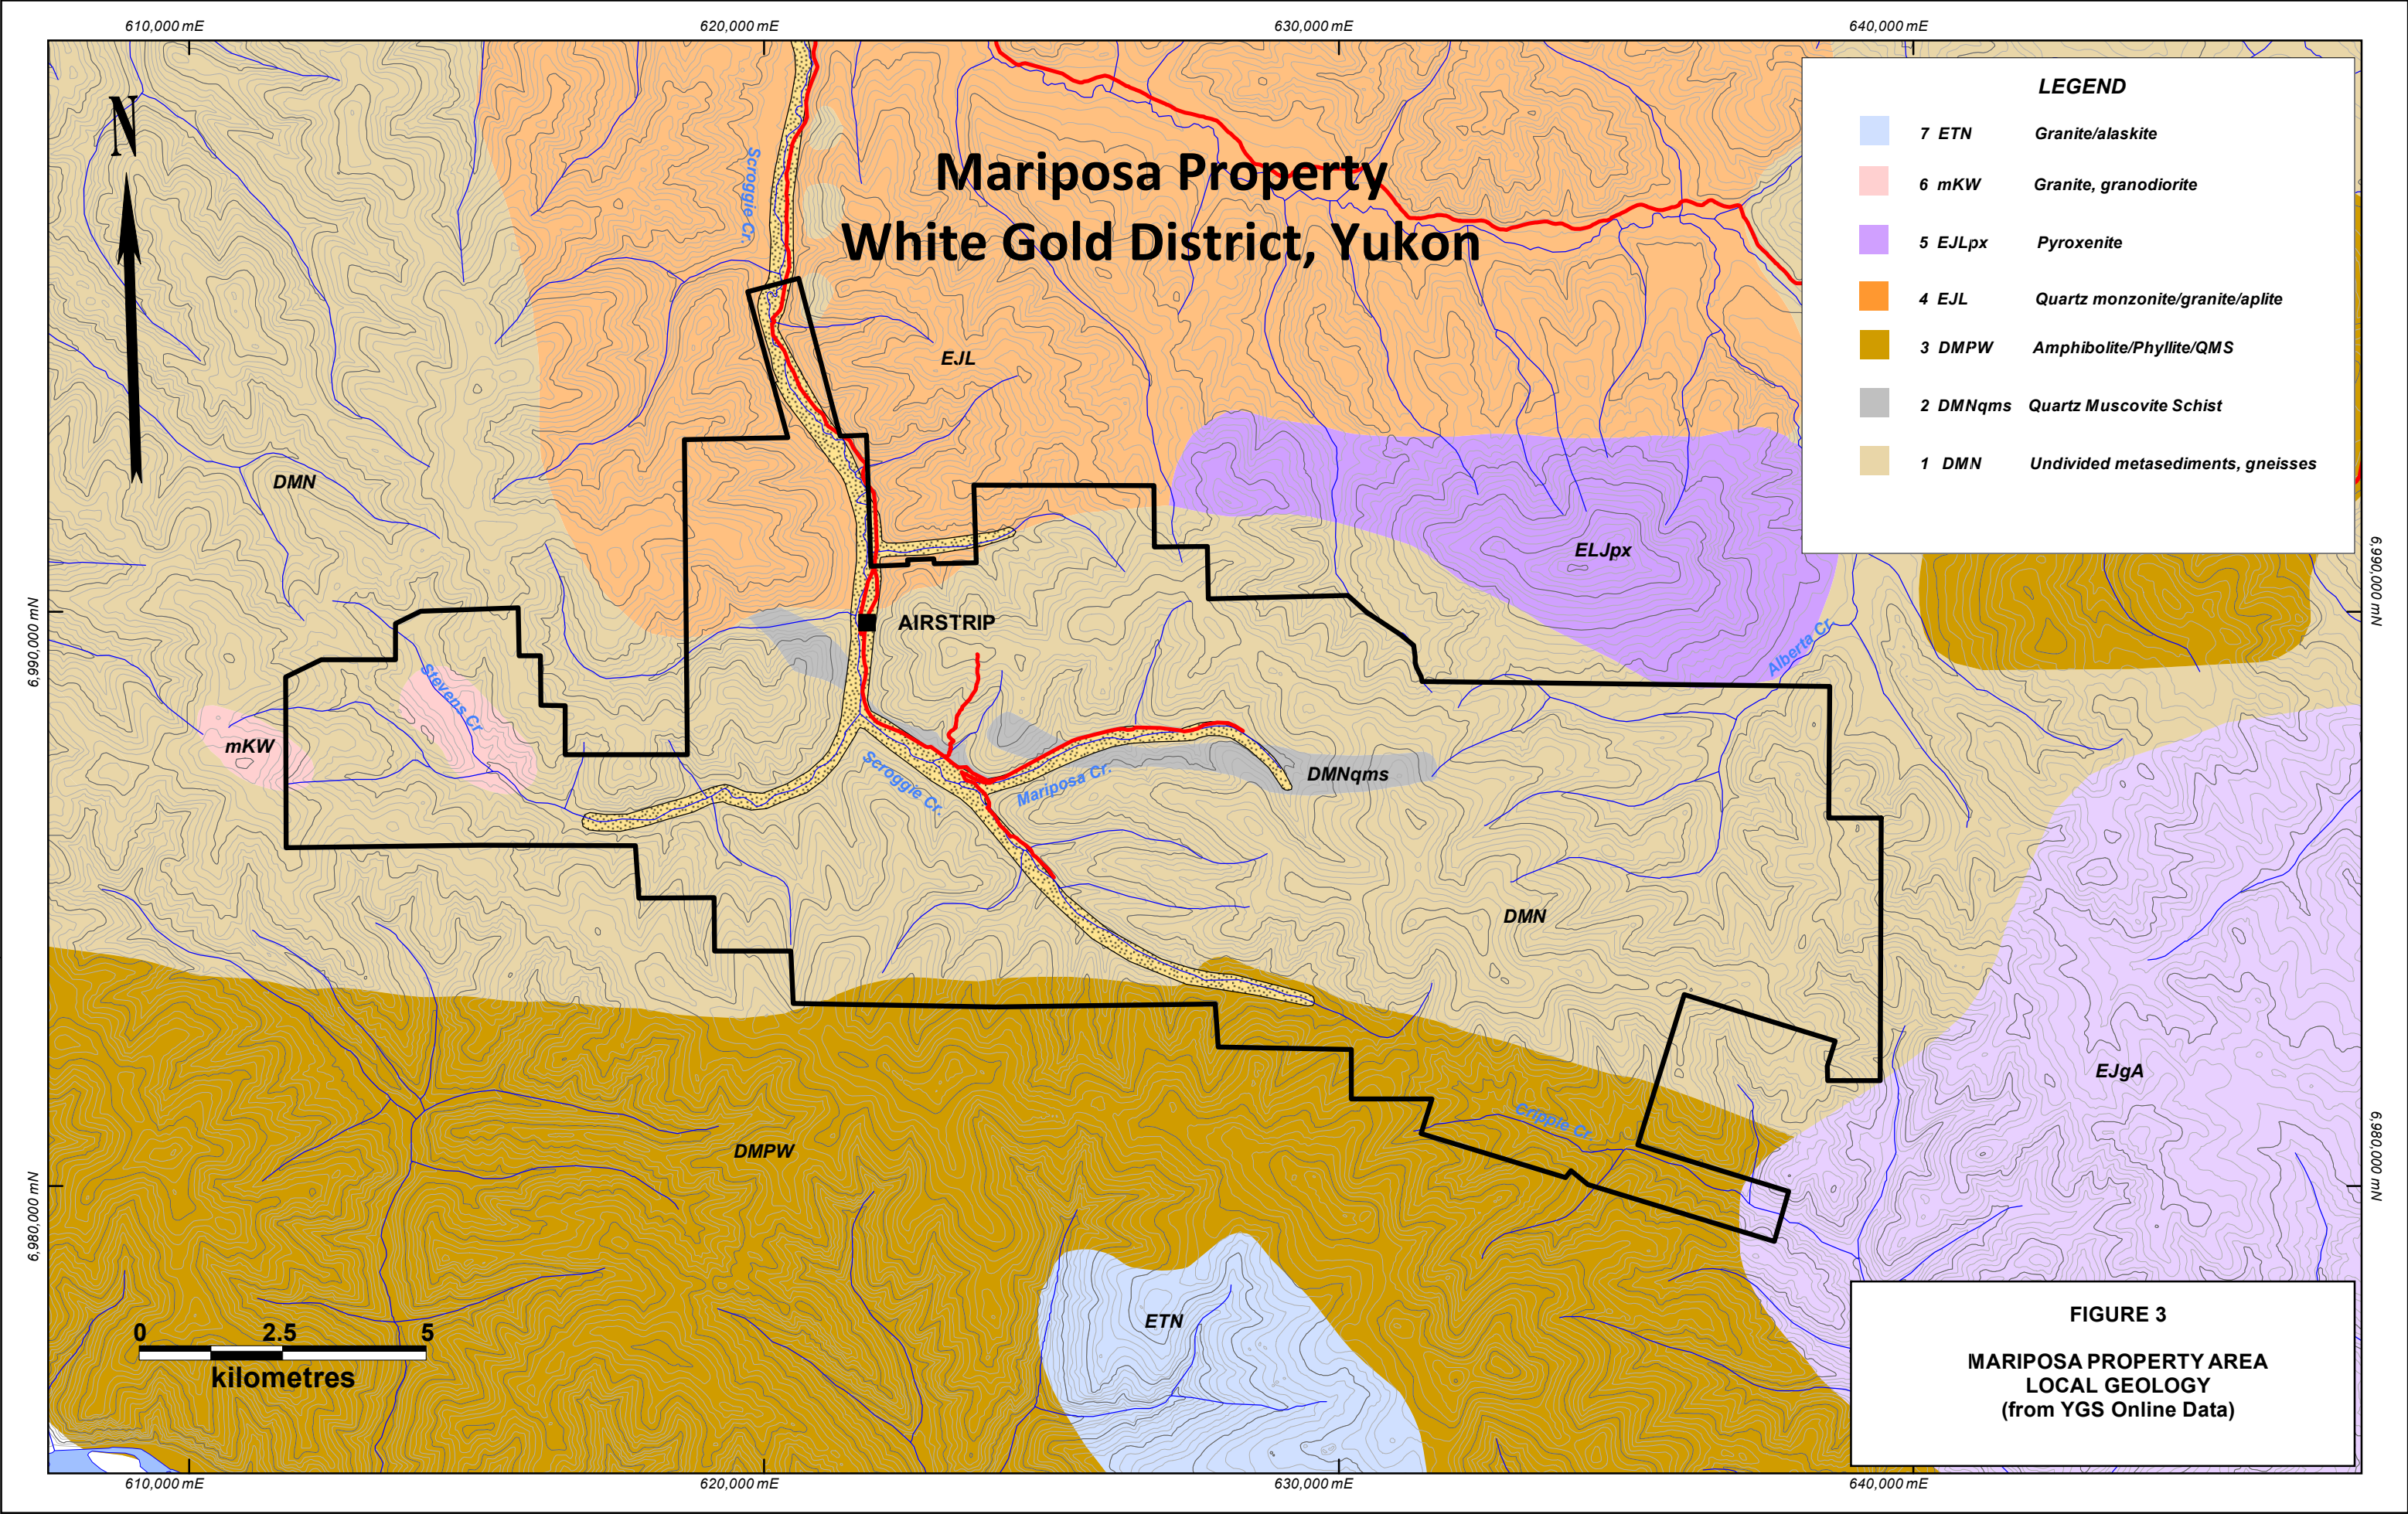 610,000 mE
620,000 mE
630,000 mE
640,000 mE
N
Mariposa Property
White Gold District, Yukon
LEGEND
7 ETN Granite/alaskite
6 mKW Granite, granodiorite
5 EJLpx Pyroxenite
4 EJL Quartz monzonite/granite/aplite
3 DMPW Amphibolite/Phyllite/QMS
2 DMNqms Quartz Muscovite Schist
1 DMN Undivided metasediments, gneisses
Scroggie Cr.
EJL
DMN
ELJpx
6,990,000 mN
6,990,000 mN
AIRSTRIP
Alberta Cr.
Stevens Cr.
mKW
Scroggie Cr.
Mariposa Cr.
DMNqms
DMN
EJgA
Cripple Cr.
DMPW
6,980,000 mN
6,980,000 mN
ETN
0 2.5 5
kilometres
FIGURE 3
MARIPOSA PROPERTY AREA
LOCAL GEOLOGY
(from YGS Online Data)
610,000 mE
620,000 mE
630,000 mE
640,000 mE